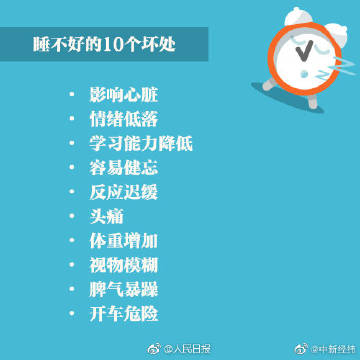 睡不好的10个坏处
• 影响心脏
• 情绪低落
• 学习能力降低
• 容易健忘
• 反应迟缓
• 头痛
• 体重增加
• 视物模糊
• 脾气暴躁
• 开车危险
@人民日报
@中新经纬